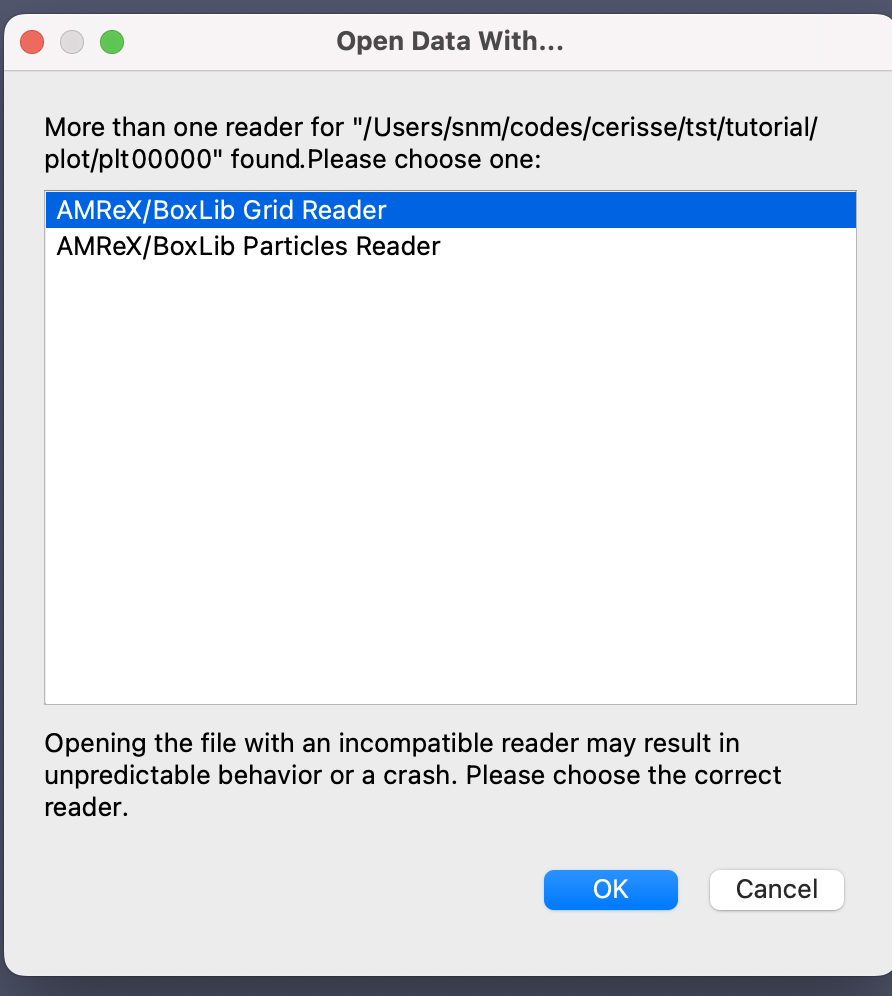 Open Data With...
More than one reader for "/Users/snm/codes/cerisse/tst/tutorial/
plot/plt00000" found.Please choose one:
AMReX/BoxLib Grid Reader
AMReX/BoxLib Particles Reader
Opening the file with an incompatible reader may result in
unpredictable behavior or a crash. Please choose the correct
reader.
OK
Cancel